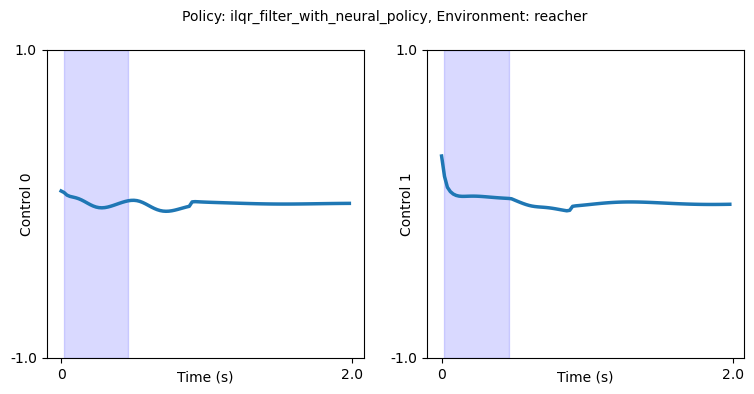 Policy: ilqr_filter_with_neural_policy, Environment: reacher
1.0
Control 0
-1.0
0
Time (s)
2.0
1.0
Control 1
-1.0
0
Time (s)
2.0